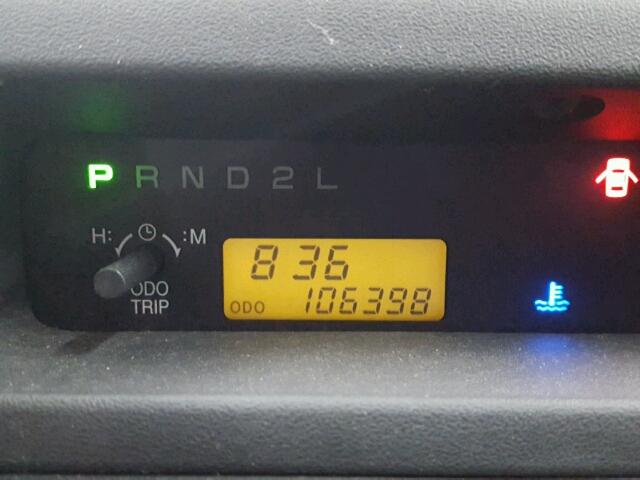 P R N D 2 L
H: :M
ODO
TRIP
8 36
ODO 106398